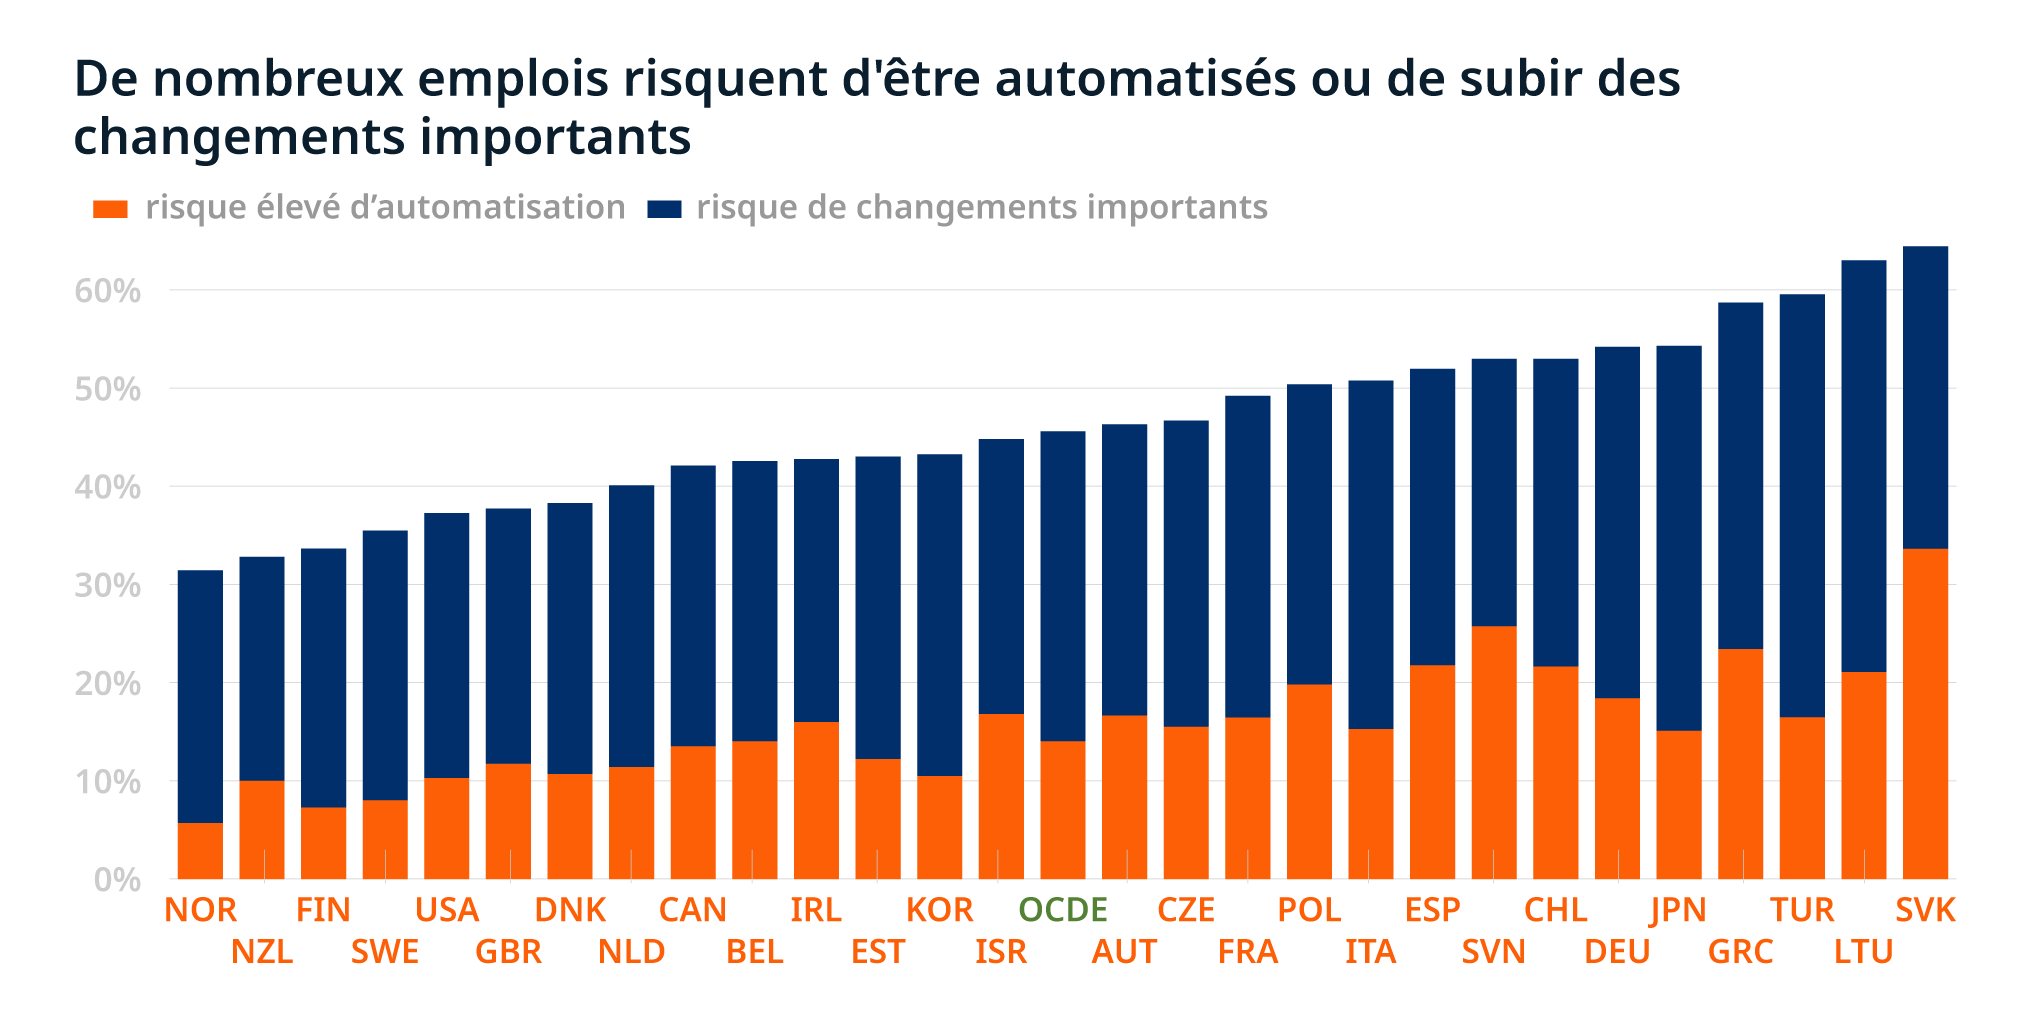 De nombreux emplois risquent d'être automatisés ou de subir des
changements importants
risque élevé d’automatisation risque de changements importants
60%
50%
40%
30%
20%
10%
0%
NOR FIN USA DNK CAN IRL KOR OCDE CZE POL ESP CHL JPN TUR SVK
NZL SWE GBR NLD BEL EST ISR AUT FRA ITA SVN DEU GRC LTU